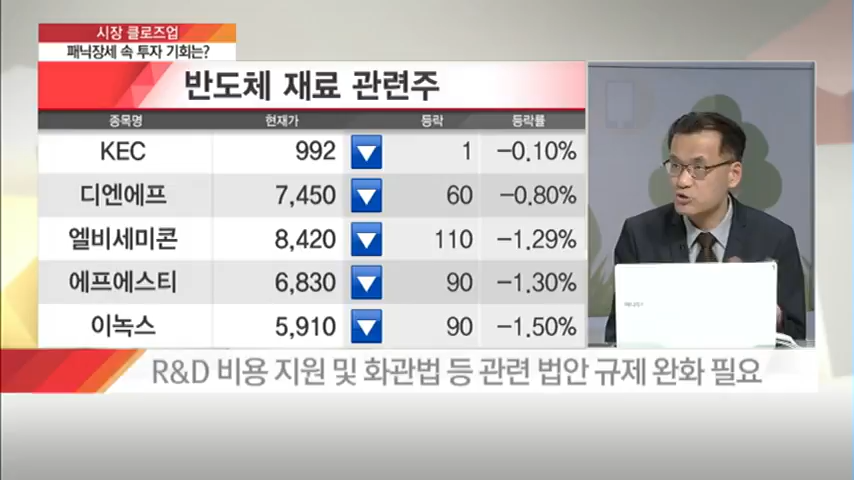 시장 클로즈업
패닉장세 속 투자 기회는?
반도체 재료 관련주
종목명 현재가 등락 등락률
KEC 992 ▼ 1 -0.10%
디엔에프 7,450 ▼ 60 -0.80%
엘비세미콘 8,420 ▼ 110 -1.29%
에프에스티 6,830 ▼ 90 -1.30%
이녹스 5,910 ▼ 90 -1.50%
R&D 비용 지원 및 화관법 등 관련 법안 규제 완화 필요